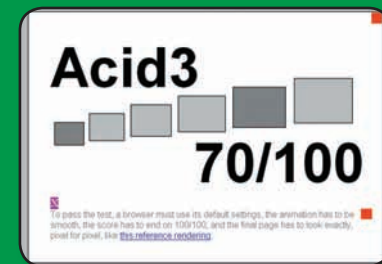 Acid3
70/100
To pass the test, a browser must use its default settings, the animation has to be
smooth, the score has to end on 100/100, and the final page has to look exactly,
pixel for pixel, like this reference rendering.